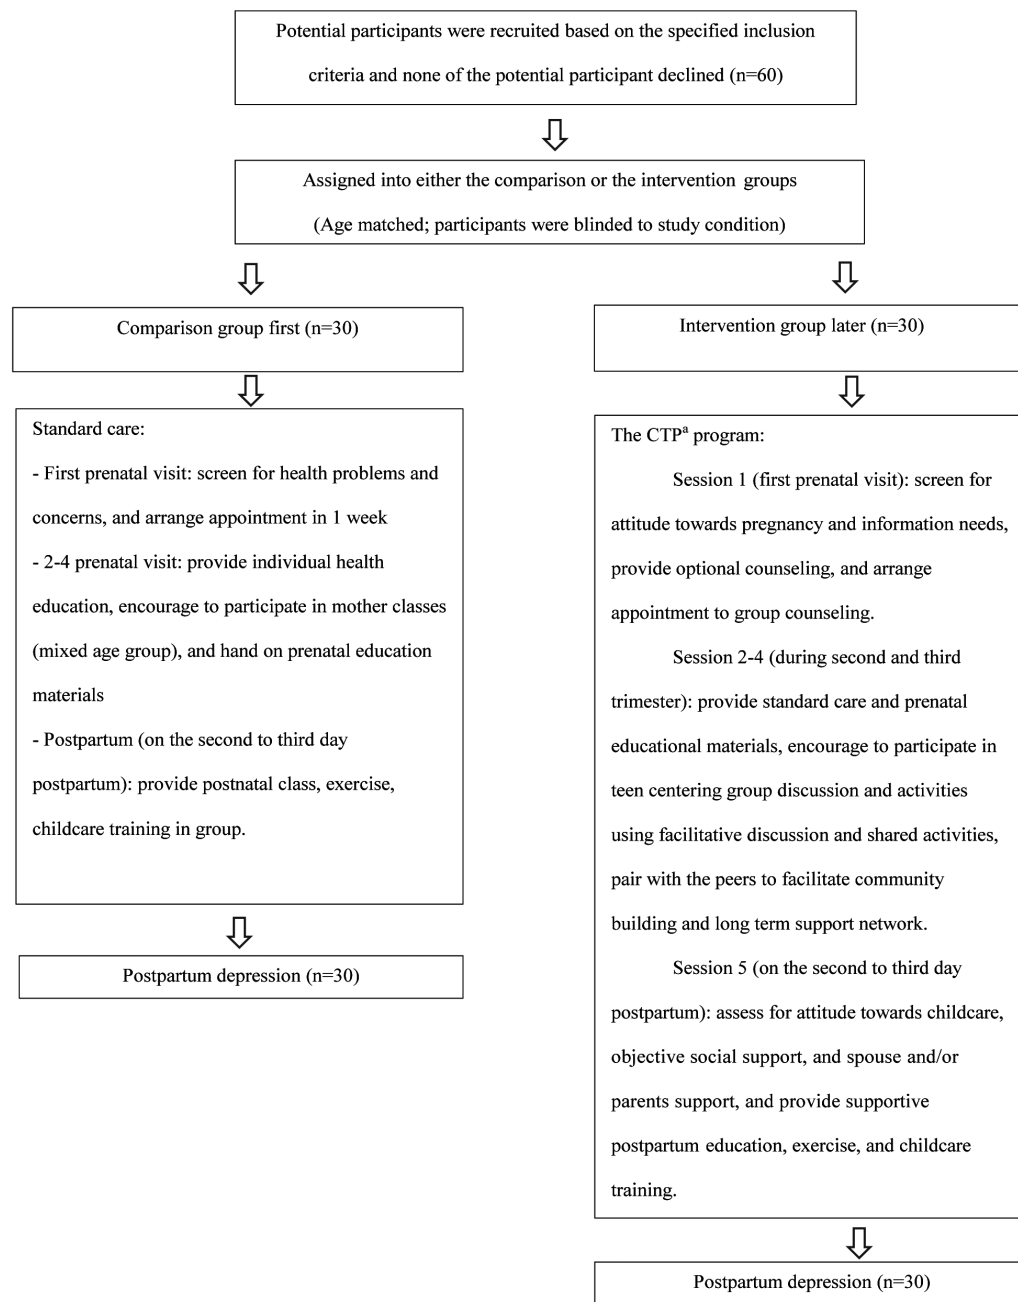 Potential participants were recruited based on the specified inclusion
criteria and none of the potential participant declined (n=60)
Assigned into either the comparison or the intervention groups
(Age matched; participants were blinded to study condition)
Comparison group first (n=30)
Standard care:
- First prenatal visit: screen for health problems and
concerns, and arrange appointment in 1 week
- 2-4 prenatal visit: provide individual health
education, encourage to participate in mother classes
(mixed age group), and hand on prenatal education
materials
- Postpartum (on the second to third day
postpartum): provide postnatal class, exercise,
childcare training in group.
Postpartum depression (n=30)
Intervention group later (n=30)
The CTPa program:
Session 1 (first prenatal visit): screen for
attitude towards pregnancy and information needs,
provide optional counseling, and arrange
appointment to group counseling.
Session 2-4 (during second and third
trimester): provide standard care and prenatal
educational materials, encourage to participate in
teen centering group discussion and activities
using facilitative discussion and shared activities,
pair with the peers to facilitate community
building and long term support network.
Session 5 (on the second to third day
postpartum): assess for attitude towards childcare,
objective social support, and spouse and/or
parents support, and provide supportive
postpartum education, exercise, and childcare
training.
Postpartum depression (n=30)